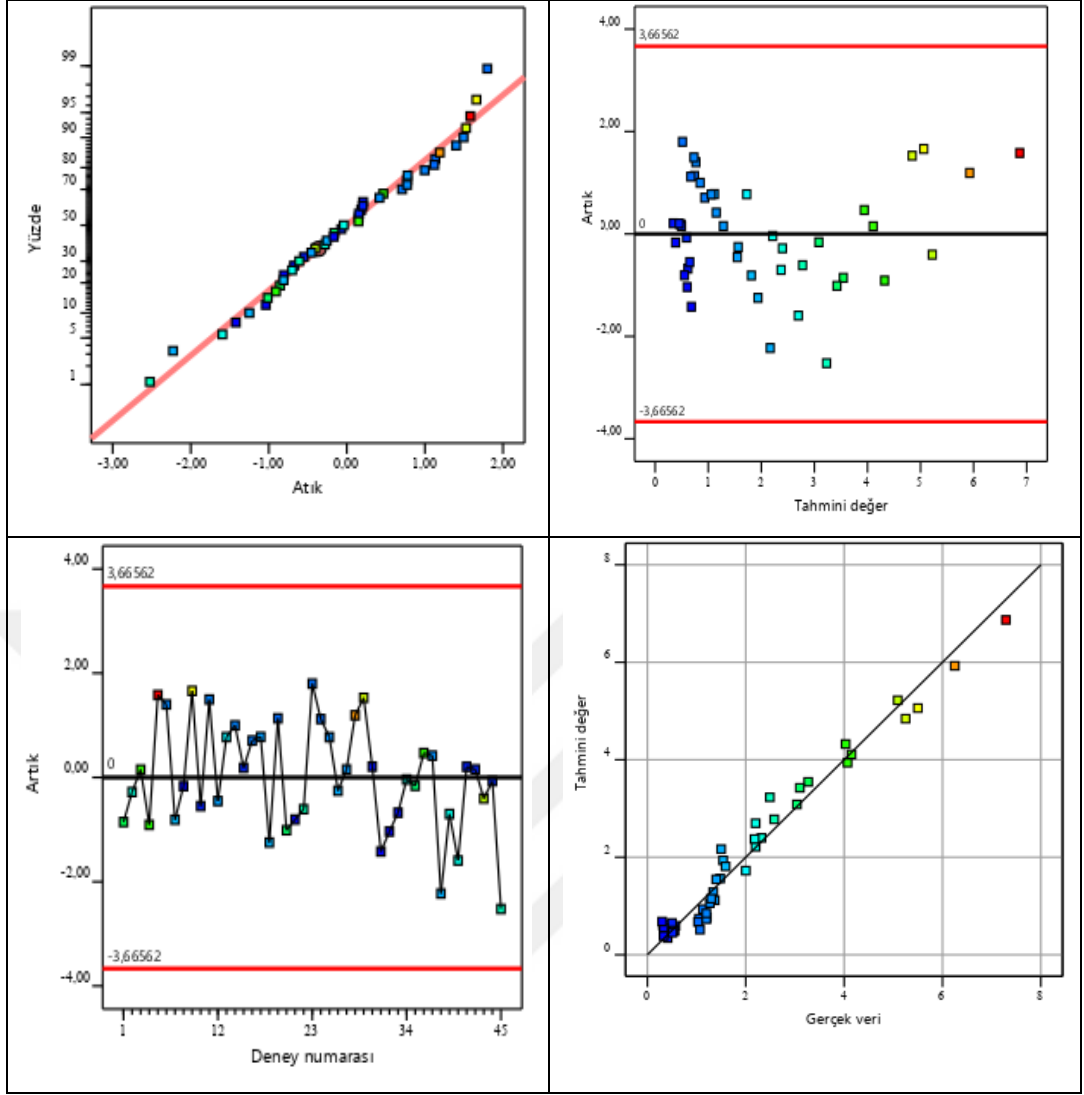 99
95
90
80
70
50
30
20
10
5
1
Yüzde
-3,00 -2,00 -1,00 0,00 1,00 2,00
Atık
4,00
2,00
0,00
-2,00
-4,00
3,66562
0
-3,66562
Artık
0 1 2 3 4 5 6 7
Tahmini değer
4,00
2,00
0,00
-2,00
-4,00
3,66562
0
-3,66562
Artık
1 12 23 34 45
Deney numarası
8
6
4
2
0
Tahmini değer
0 2 4 6 8
Gerçek veri